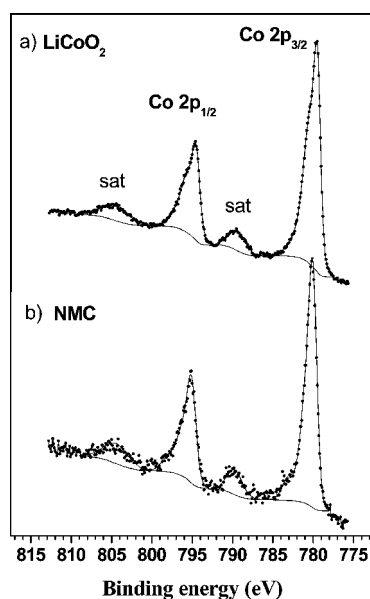 a) LiCoO₂
Co 2p₃/₂
Co 2p₁/₂
sat
sat
b) NMC
815 810 805 800 795 790 785 780 775
Binding energy (eV)